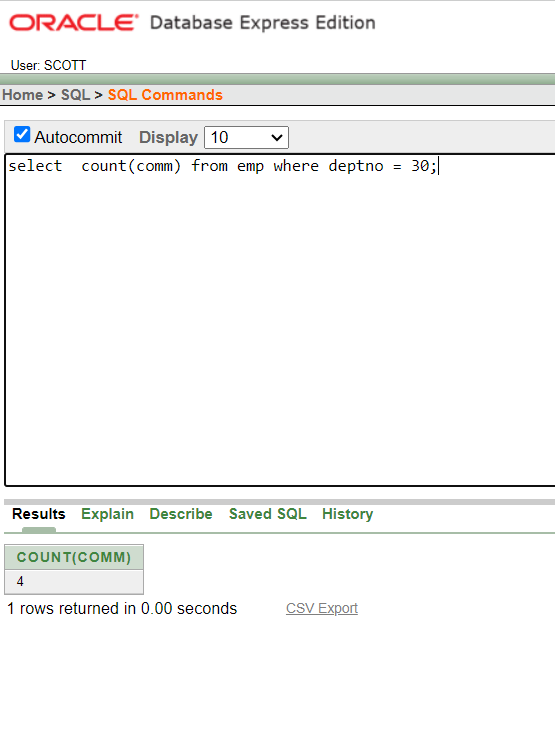 ORACLE Database Express Edition
User: SCOTT
Home > SQL > SQL Commands
Autocommit Display 10
select  count(comm) from emp where deptno = 30;
Results Explain Describe Saved SQL History
COUNT(COMM)
4
1 rows returned in 0.00 seconds CSV Export